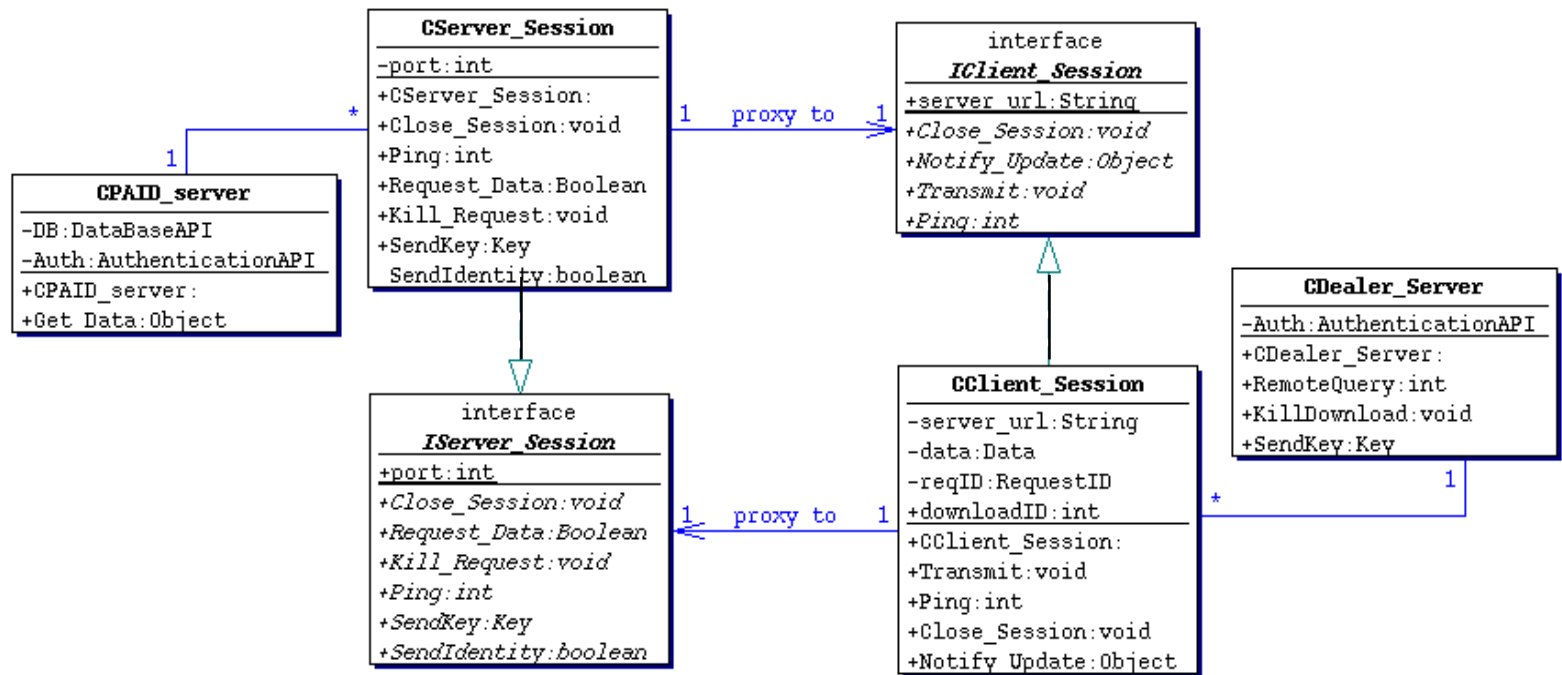 CServer_Session
-port:int
+CServer_Session:
+Close_Session:void
+Ping:int
+Request_Data:Boolean
+Kill_Request:void
+SendKey:Key
SendIdentity:boolean
1 proxy to 1
interface
IClient_Session
+server_url:String
+Close_Session:void
+Notify_Update:Object
+Transmit:void
+Ping:int
*
1
CPAID_server
-DB:DataBaseAPI
-Auth:AuthenticationAPI
+CPAID_server:
+Get_Data:Object
interface
IServer_Session
+port:int
+Close_Session:void
+Request_Data:Boolean
+Kill_Request:void
+Ping:int
+SendKey:Key
+SendIdentity:boolean
1 proxy to 1
CClient_Session
-server_url:String
-data:Data
-reqID:RequestID
+downloadID:int
+CClient_Session:
+Transmit:void
+Ping:int
+Close_Session:void
+Notify_Update:Object
*
1
CDealer_Server
-Auth:AuthenticationAPI
+CDealer_Server:
+RemoteQuery:int
+KillDownload:void
+SendKey:Key